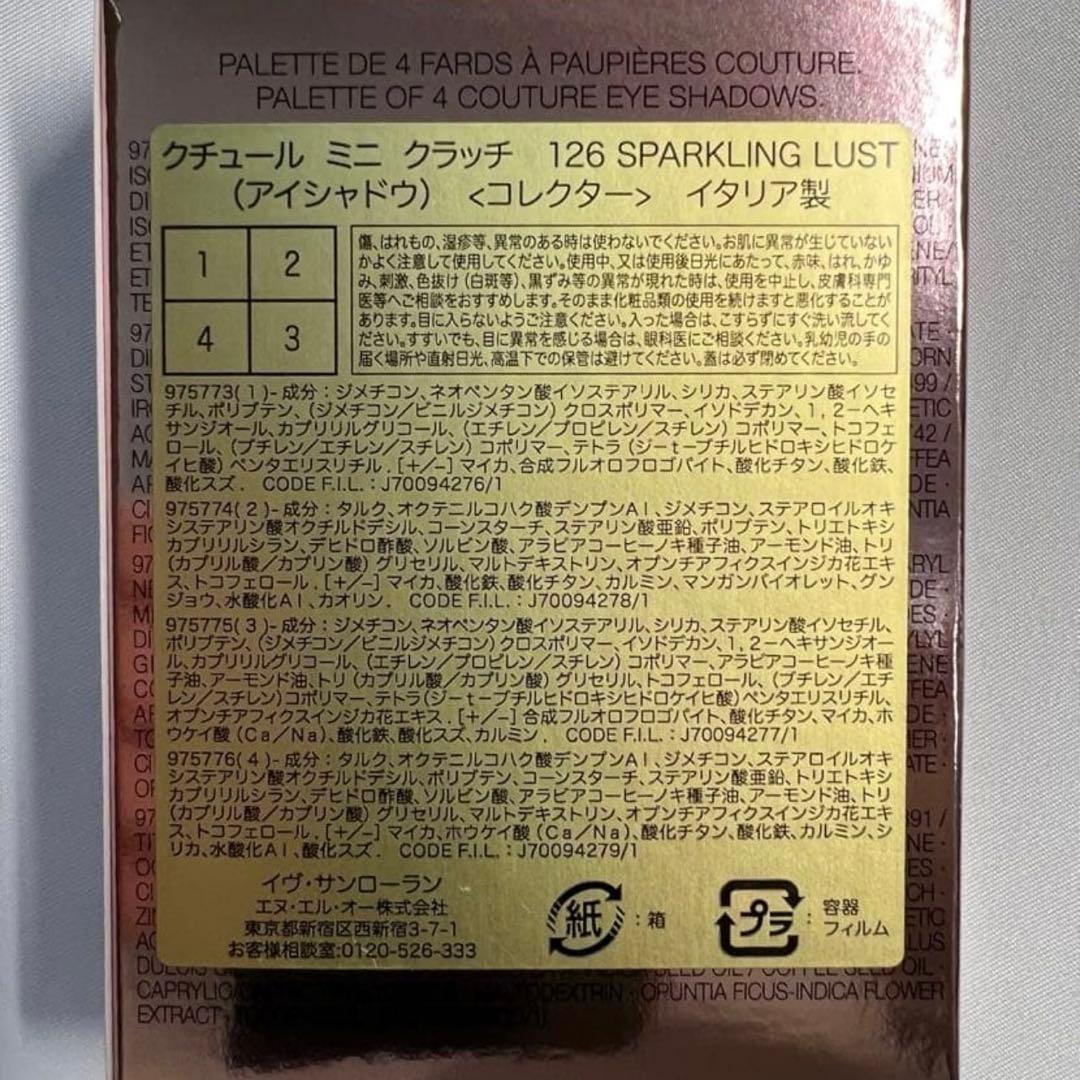 PALETTE DE 4 FARDS À PAUPIÈRES COUTURE.
PALETTE OF 4 COUTURE EYE SHADOWS.
クチュール ミニ クラッチ 126 SPARKLING LUST
(アイシャドウ) <コレクター> イタリア製
1 2
4 3
傷、はれもの、湿疹等、異常のある時は使わないでください。お肌に異常が生じていない
かよく注意して使用してください。使用中、又は使用後日光にあたって、赤味、はれ、かゆ
み、刺激、色抜け(白斑等)、黒ずみ等の異常が現れた時は、使用を中止し、皮膚科専門
医等へご相談をおすすめします。そのまま化粧品類の使用を続けますと悪化することが
あります。目に入らないようご注意ください。入った場合は、こすらずにすぐ洗い流してく
ださい。すすいでも、目に異常を感じる場合は、眼科医にご相談ください。乳幼児の手の
届く場所や直射日光、高温下での保管は避けてください。蓋は必ず閉めてください。
975773(1)-成分:ジメチコン、ネオペンタン酸イソステアリル、シリカ、ステアリン酸イソセ
チル、ポリブテン、(ジメチコン/ビニルジメチコン)クロスポリマー、イソドデカン、1,2-ヘキ
サンジオール、カプリリルグリコール、(エチレン/プロピレン/スチレン)コポリマー、トコフェ
ロール、(ブチレン/エチレン/スチレン)コポリマー、テトラ(ジーt-ブチルヒドロキシヒドロケ
イヒ酸)ペンタエリスリチル.[+/-]マイカ、合成フルオロフロゴパイト、酸化チタン、酸化鉄、
酸化スズ. CODE F.I.L.:J70094276/1
975774(2)-成分:タルク、オクテニルコハク酸デンプンAl、ジメチコン、ステアロイルオキ
システアリン酸オクチルドデシル、コーンスターチ、ステアリン酸亜鉛、ポリブテン、トリエトキシ
カプリリルシラン、デヒドロ酢酸、ソルビン酸、アラビアコーヒーノキ種子油、アーモンド油、トリ
(カプリル酸/カプリン酸)グリセリル、マルトデキストリン、オプンチアフィクスインジカ花エキ
ス、トコフェロール.[+/-]マイカ、酸化鉄、酸化チタン、カルミン、マンガンバイオレット、グン
ジョウ、水酸化Al、カオリン. CODE F.I.L.:J70094278/1
975775(3)-成分:ジメチコン、ネオペンタン酸イソステアリル、シリカ、ステアリン酸イソセチル、
ポリブテン、(ジメチコン/ビニルジメチコン)クロスポリマー、イソドデカン、1,2-ヘキサンジオー
ル、カプリリルグリコール、(エチレン/プロピレン/スチレン)コポリマー、アラビアコーヒーノキ種
子油、アーモンド油、トリ(カプリル酸/カプリン酸)グリセリル、トコフェロール、(ブチレン/エチ
レン/スチレン)コポリマー、テトラ(ジーt-ブチルヒドロキシヒドロケイヒ酸)ペンタエリスリチル、
オプンチアフィクスインジカ花エキス.[+/-]合成フルオロフロゴパイト、酸化チタン、マイカ、ホ
ウケイ酸(Ca/Na)、酸化鉄、酸化スズ、カルミン. CODE F.I.L.:J70094277/1
975776(4)-成分:タルク、オクテニルコハク酸デンプンAl、ジメチコン、ステアロイルオキ
システアリン酸オクチルドデシル、ポリブテン、コーンスターチ、ステアリン酸亜鉛、トリエトキシ
カプリリルシラン、デヒドロ酢酸、ソルビン酸、アラビアコーヒーノキ種子油、アーモンド油、トリ
(カプリル酸/カプリン酸)グリセリル、マルトデキストリン、オプンチアフィクスインジカ花エキ
ス、トコフェロール.[+/-]マイカ、ホウケイ酸(Ca/Na)、酸化チタン、酸化鉄、カルミン、シ
リカ、水酸化Al、酸化スズ. CODE F.I.L.:J70094279/1
イヴ・サンローラン
エヌ・エル・オー株式会社
東京都新宿区西新宿3-7-1
お客様相談室:0120-526-333
紙 :箱
プラ :容器
フィルム
SEED OIL / COFFEE SEED OIL ·
OPUNTIA FICUS-INDICA FLOWER
EXTRACT